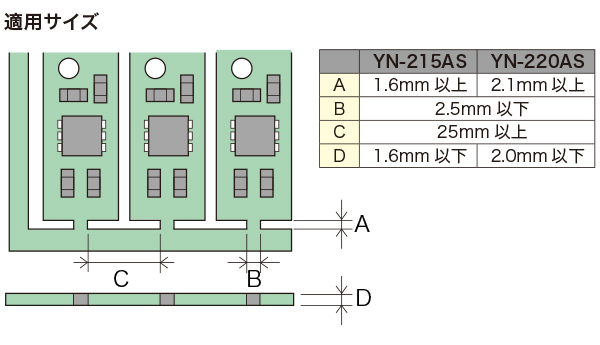 適用サイズ
YN-215AS YN-220AS
A 1.6mm 以上 2.1mm 以上
B 2.5mm 以下
C 25mm 以上
D 1.6mm 以下 2.0mm 以下
A
C B
D